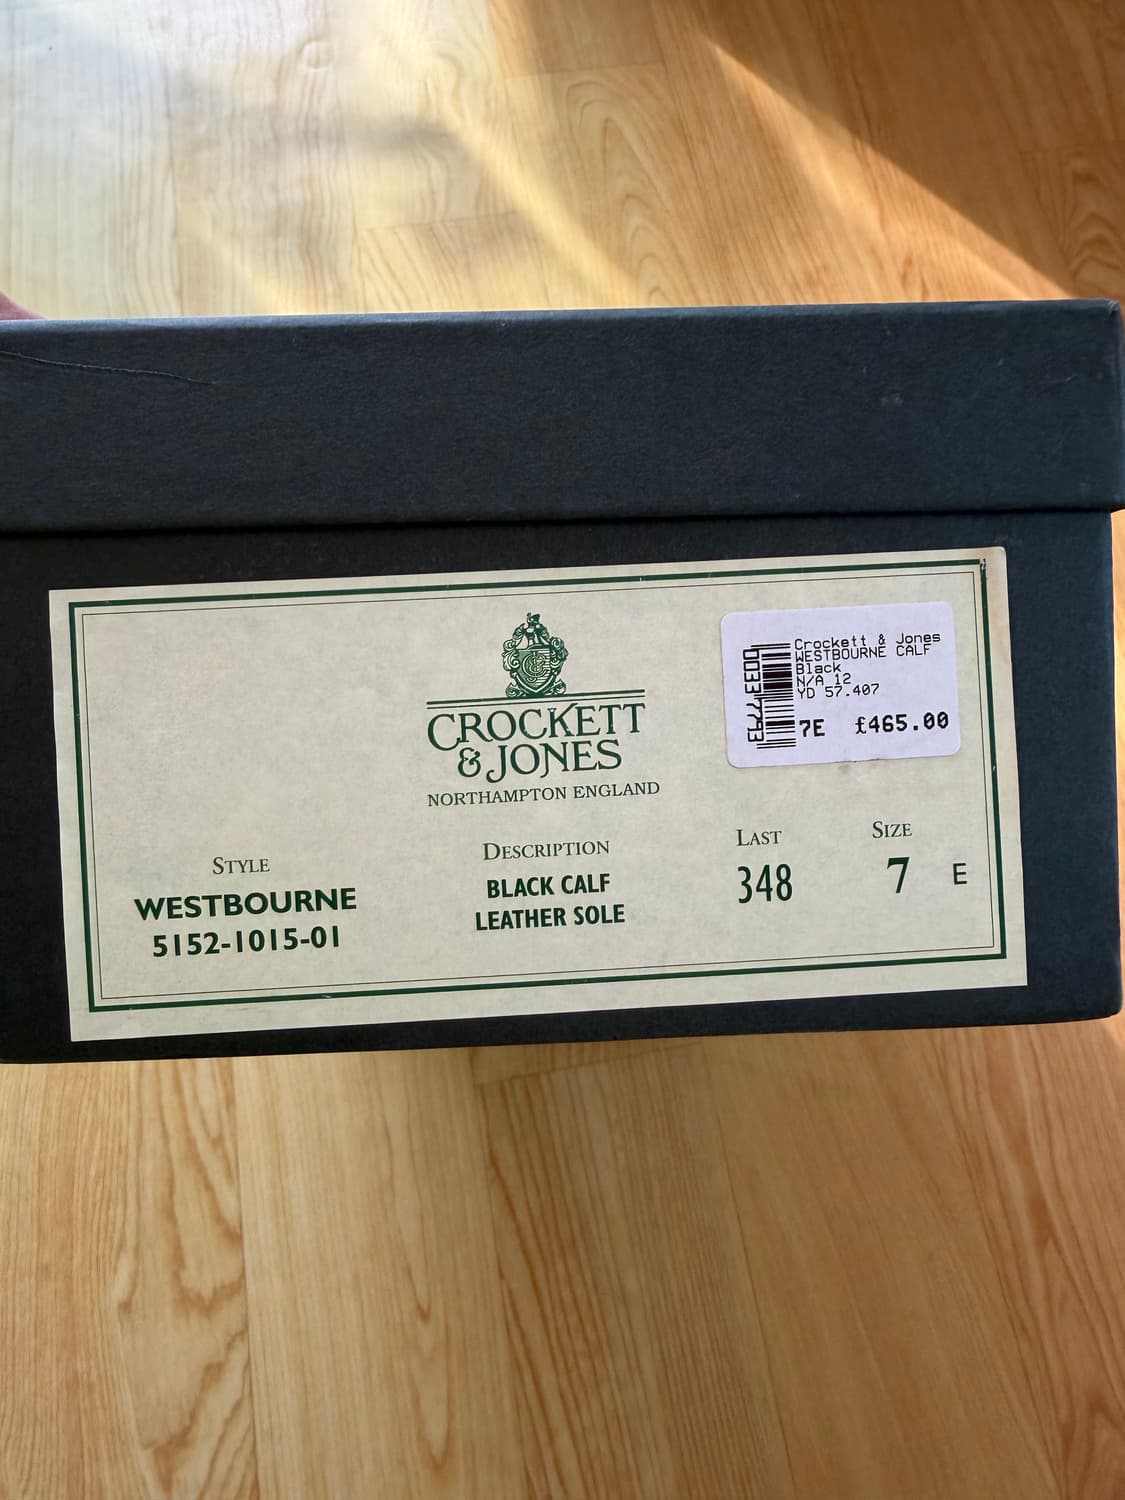 CROCKETT
& JONES
NORTHAMPTON ENGLAND
Crockett & Jones
WESTBOURNE CALF
Black
N/A 12
YD 57.407
7E £465.00
STYLE
WESTBOURNE
5152-1015-01
DESCRIPTION
BLACK CALF
LEATHER SOLE
LAST
348
SIZE
7 E